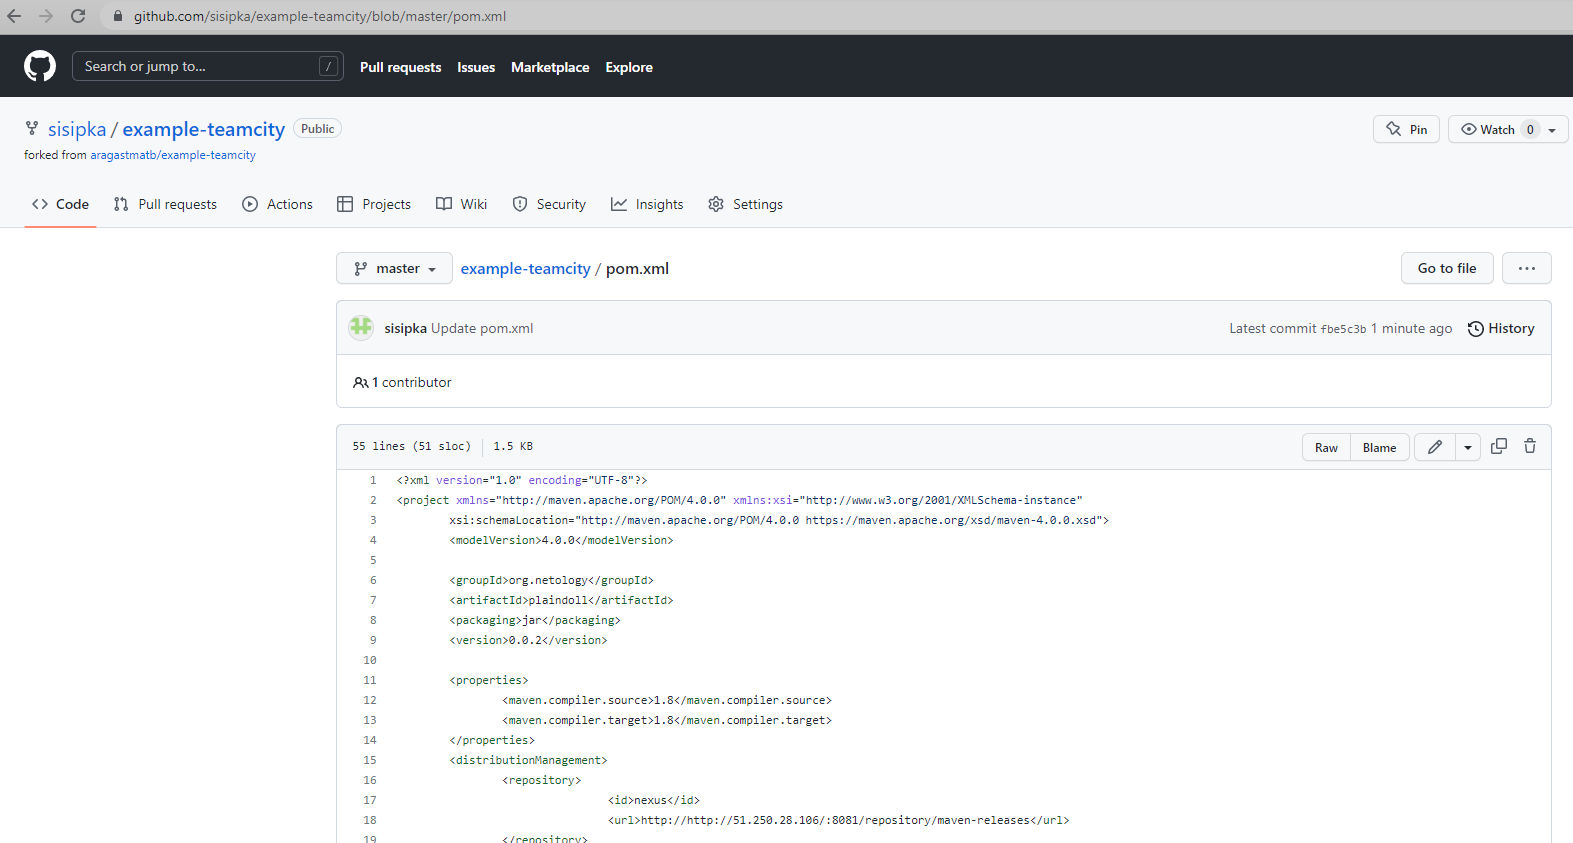 github.com/sisipka/example-teamcity/blob/master/pom.xml
Search or jump to... /
Pull requests Issues Marketplace Explore
sisipka / example-teamcity Public
Pin Watch 0
forked from aragastmatb/example-teamcity
Code Pull requests Actions Projects Wiki Security Insights Settings
master example-teamcity / pom.xml
Go to file ...
sisipka Update pom.xml
Latest commit fbe5c3b 1 minute ago History
1 contributor
55 lines (51 sloc) 1.5 KB
Raw Blame
1 <?xml version="1.0" encoding="UTF-8"?>
2 <project xmlns="http://maven.apache.org/POM/4.0.0" xmlns:xsi="http://www.w3.org/2001/XMLSchema-instance"
3 xsi:schemaLocation="http://maven.apache.org/POM/4.0.0 https://maven.apache.org/xsd/maven-4.0.0.xsd">
4 <modelVersion>4.0.0</modelVersion>
5
6 <groupId>org.netology</groupId>
7 <artifactId>plaindoll</artifactId>
8 <packaging>jar</packaging>
9 <version>0.0.2</version>
10
11 <properties>
12 <maven.compiler.source>1.8</maven.compiler.source>
13 <maven.compiler.target>1.8</maven.compiler.target>
14 </properties>
15 <distributionManagement>
16 <repository>
17 <id>nexus</id>
18 <url>http://http://51.250.28.106/:8081/repository/maven-releases</url>
19 </repository>